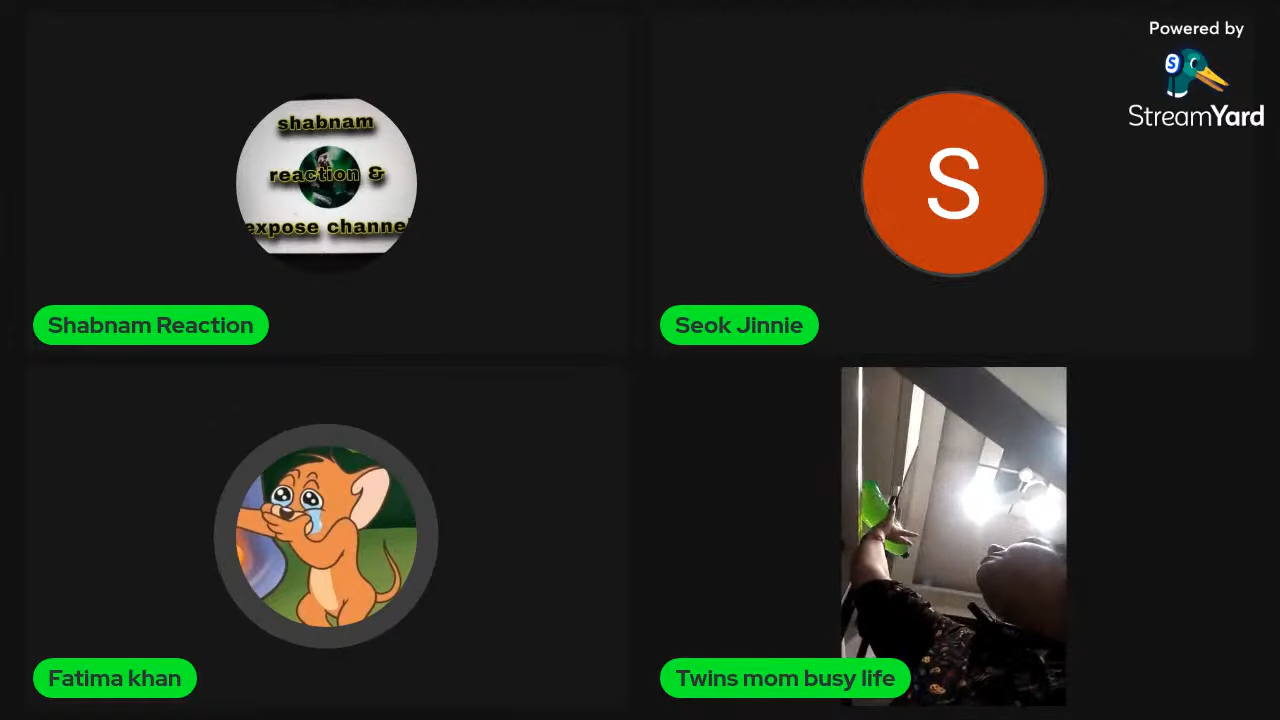 Powered by
S
StreamYard
shabnam
reaction &
expose channel
S
Shabnam Reaction
Seok Jinnie
Fatima khan
Twins mom busy life